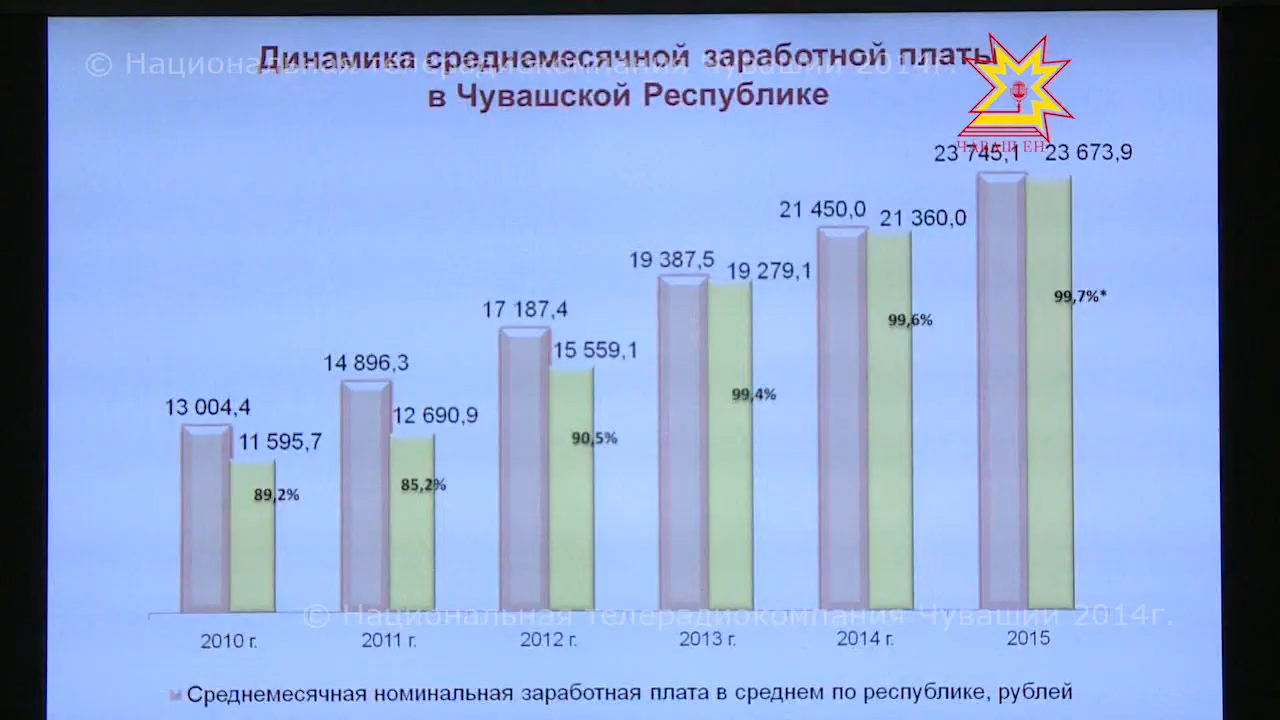 Динамика среднемесячной заработной платы
в Чувашской Республике
© Национальная телерадиокомпания Чувашии 2014г.
ЧӐВАШ ЕН
23 745,1 23 673,9
21 450,0 21 360,0
19 387,5 19 279,1
17 187,4 15 559,1
14 896,3 12 690,9
13 004,4 11 595,7
89,2% 85,2% 90,5% 99,4% 99,6% 99,7%*
© Национальная телерадиокомпания Чувашии 2014г.
2010 г. 2011 г. 2012 г. 2013 г. 2014 г. 2015
Среднемесячная номинальная заработная плата в среднем по республике, рублей